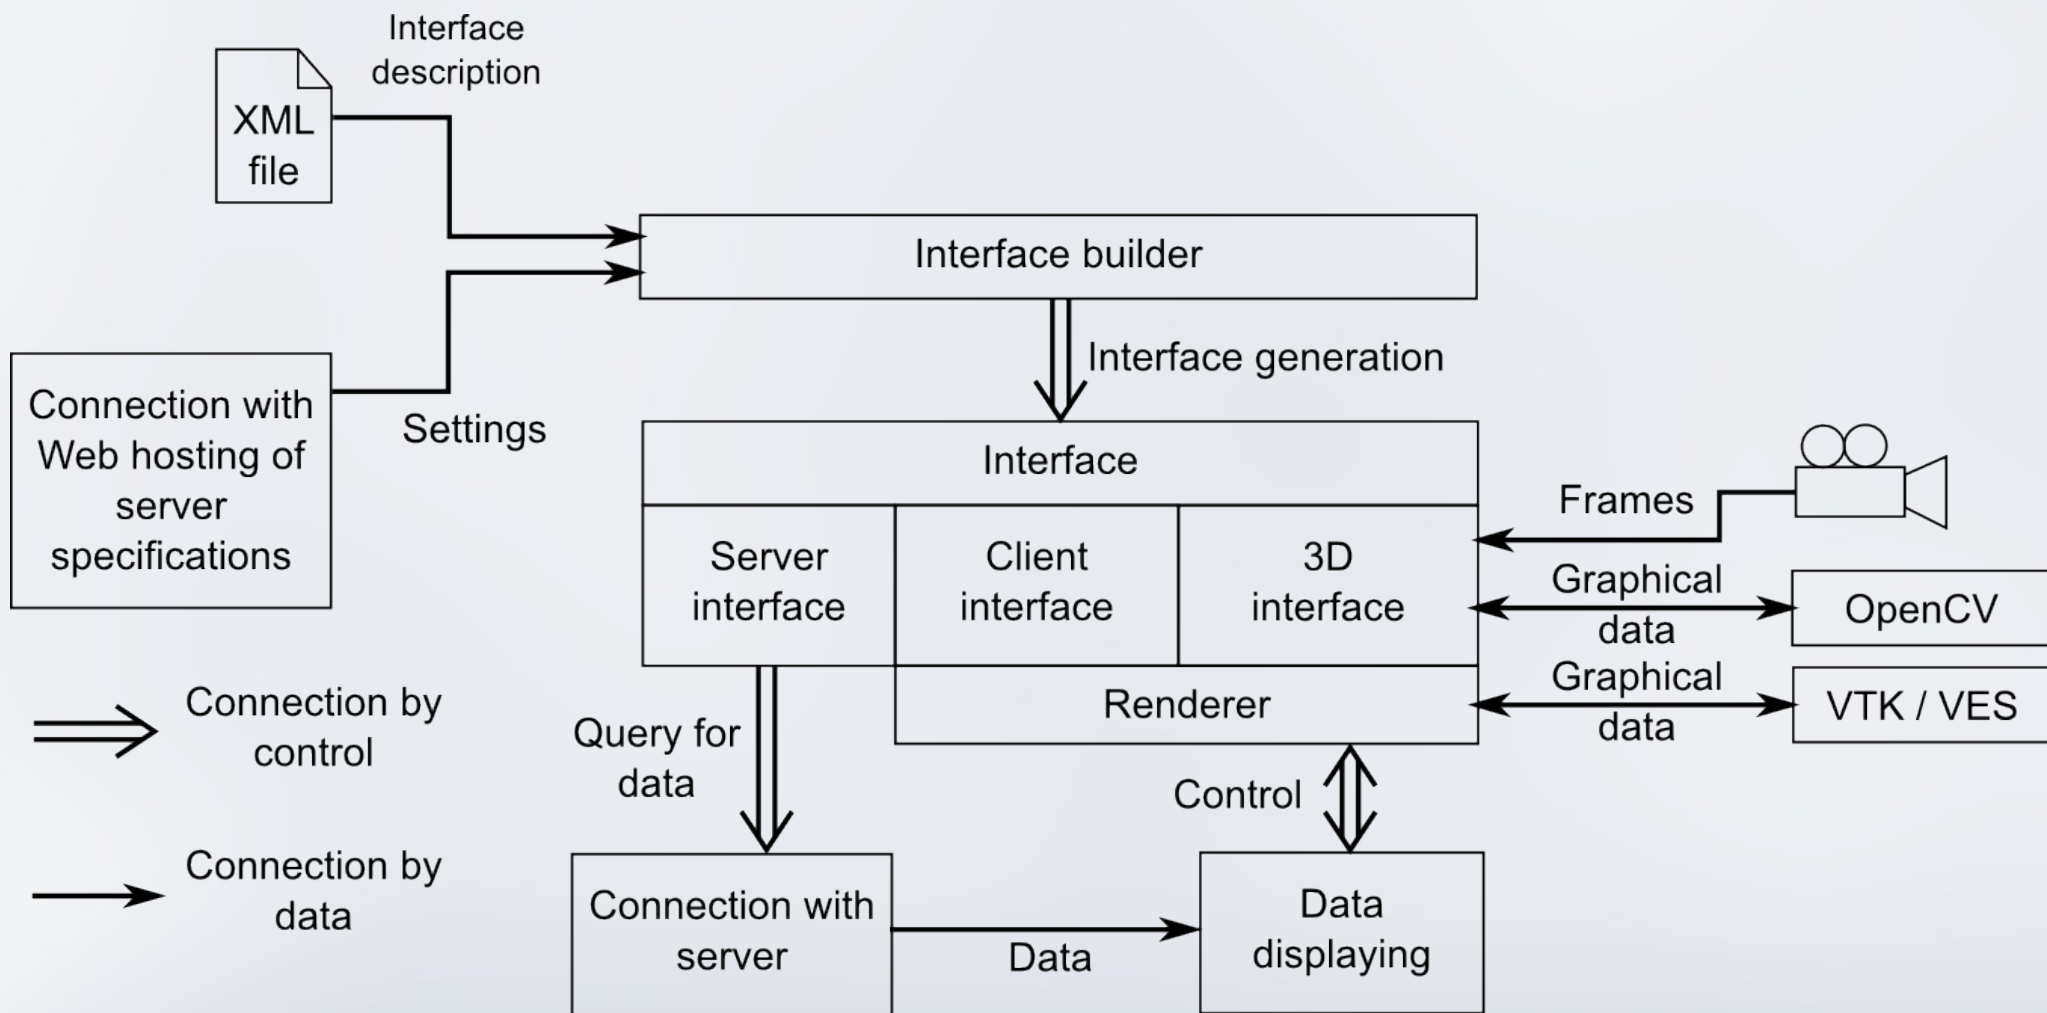 Interface
description
XML
file
Interface builder
Interface generation
Connection with
Web hosting of
server
specifications
Settings
Interface
Server
interface
Client
interface
3D
interface
Frames
Graphical
data
OpenCV
Renderer
Graphical
data
VTK / VES
Connection by
control
Query for
data
Control
Connection by
data
Connection with
server
Data
Data
displaying